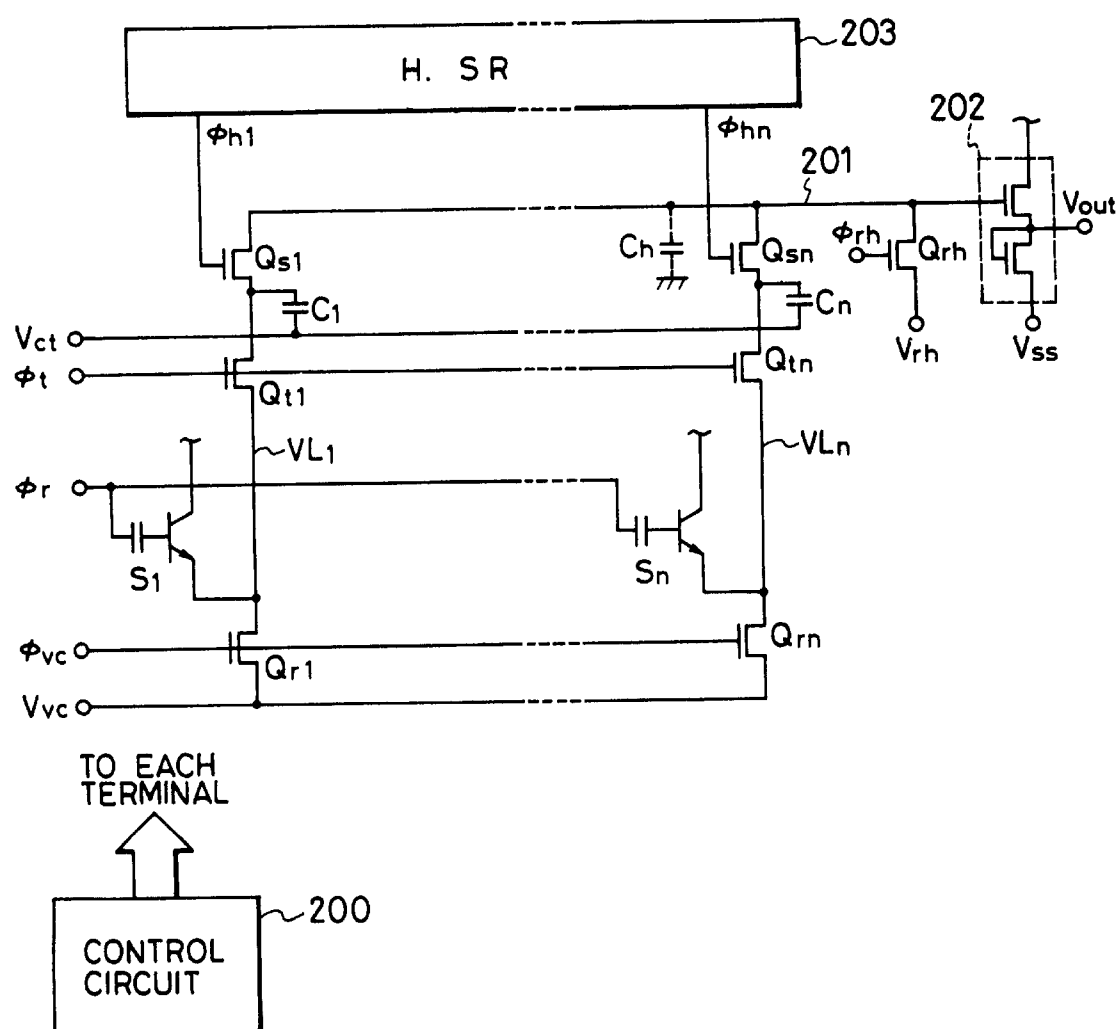 203
H. SR
202
ϕh1
ϕhn
201
Vout
Qs1
Ch
Qsn
ϕrh
Qrh
C1
Cn
Vct
Vrh
Vss
ϕt
Qt1
Qtn
VL1
VLn
ϕr
S1
Sn
ϕvc
Qr1
Qrn
Vvc
TO EACH
TERMINAL
200
CONTROL
CIRCUIT